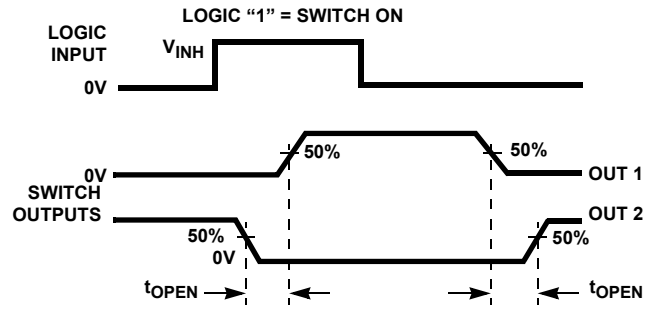 LOGIC “1” = SWITCH ON
LOGIC
INPUT
VINH
0V
50%
50%
0V
OUT 1
SWITCH
OUTPUTS
OUT 2
50%
0V
50%
tOPEN
tOPEN